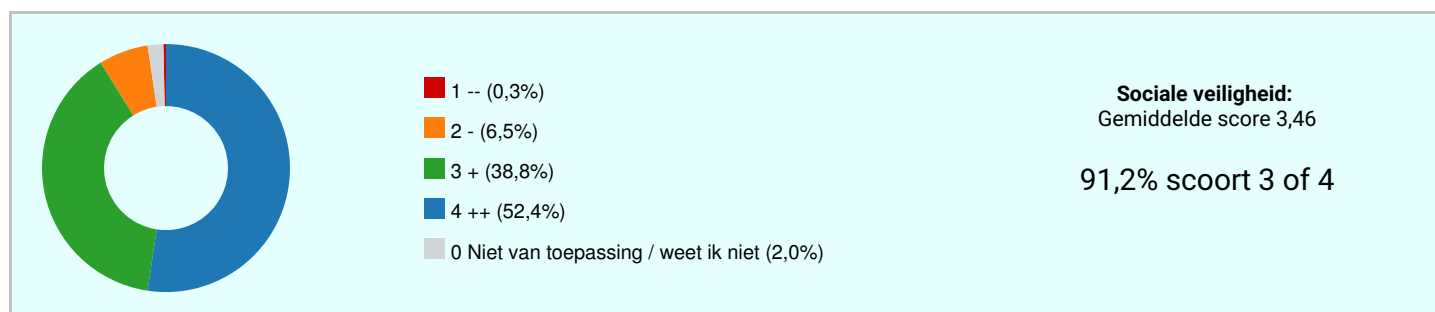 1 -- (0,3%)
2 - (6,5%)
3 + (38,8%)
4 ++ (52,4%)
0 Niet van toepassing / weet ik niet (2,0%)
Sociale veiligheid:
Gemiddelde score 3,46
91,2% scoort 3 of 4